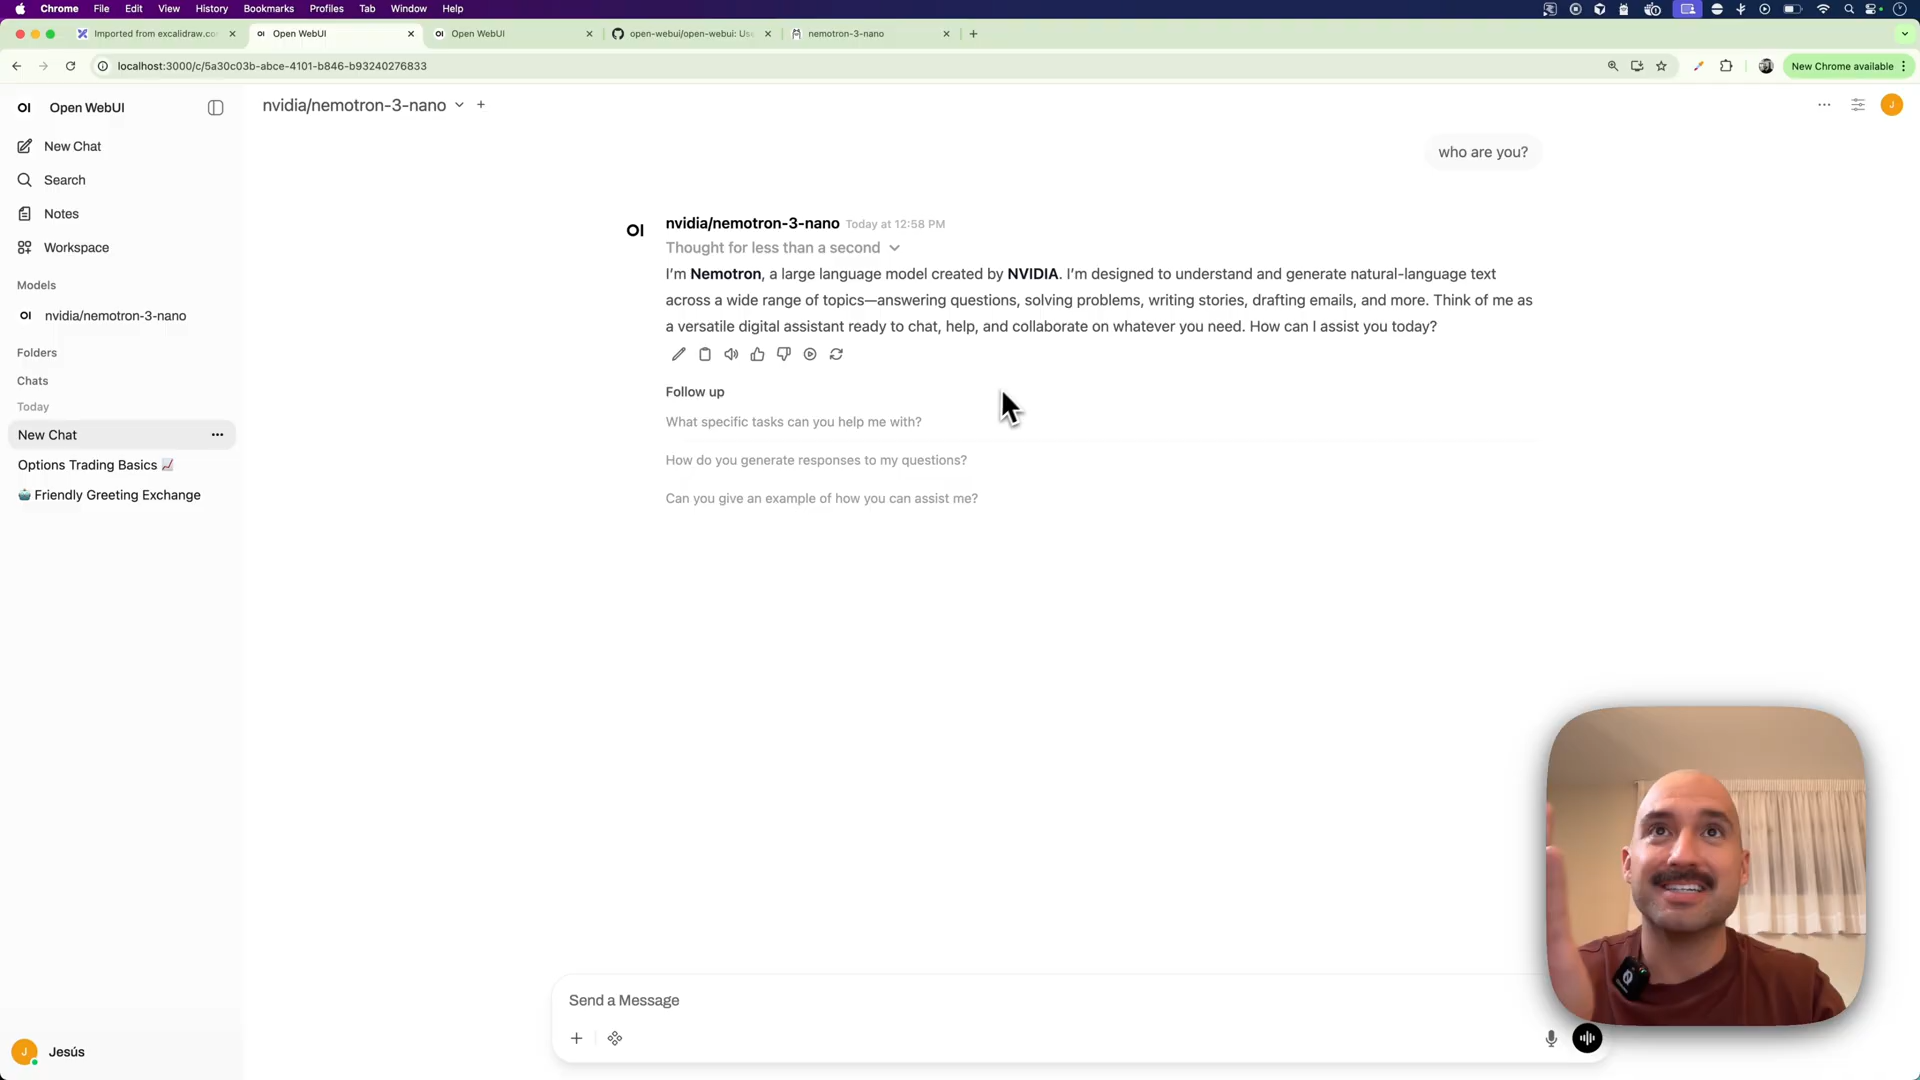 Chrome File Edit View History Bookmarks Profiles Tab Window Help
Imported from excalidraw.co
OI Open WebUI
OI Open WebUI
open-webui/open-webui: Use
nemotron-3-nano
localhost:3000/c/5a30c03b-abce-4101-b846-b93240276833
New Chrome available
OI Open WebUI
New Chat
Search
Notes
Workspace
Models
OI nvidia/nemotron-3-nano
Folders
Chats
Today
New Chat
Options Trading Basics 📈
🤖 Friendly Greeting Exchange
J Jesús
nvidia/nemotron-3-nano
J
who are you?
OI nvidia/nemotron-3-nano Today at 12:58 PM
Thought for less than a second
I’m Nemotron, a large language model created by NVIDIA. I’m designed to understand and generate natural-language text
across a wide range of topics—answering questions, solving problems, writing stories, drafting emails, and more. Think of me as
a versatile digital assistant ready to chat, help, and collaborate on whatever you need. How can I assist you today?
Follow up
What specific tasks can you help me with?
How do you generate responses to my questions?
Can you give an example of how you can assist me?
Send a Message